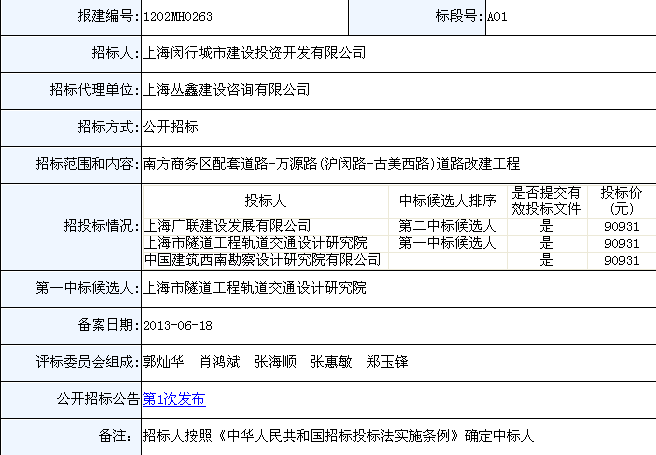 报建编号: 1202MH0263 标段号: A01
招标人: 上海闵行城市建设投资开发有限公司
招标代理单位: 上海丛鑫建设咨询有限公司
招标方式: 公开招标
招标范围和内容: 南方商务区配套道路-万源路(沪闵路-古美西路)道路改建工程
招投标情况:
投标人 中标候选人排序 是否提交有效投标文件 投标价(元)
上海广联建设发展有限公司 第二中标候选人 是 90931
上海市隧道工程轨道交通设计研究院 第一中标候选人 是 90931
中国建筑西南勘察设计研究院有限公司 是 90931
第一中标候选人: 上海市隧道工程轨道交通设计研究院
备案日期: 2013-06-18
评标委员会组成: 郭灿华 肖鸿斌 张海顺 张惠敏 郑玉锋
公开招标公告 第1次发布
备注: 招标人按照《中华人民共和国招标投标法实施条例》确定中标人